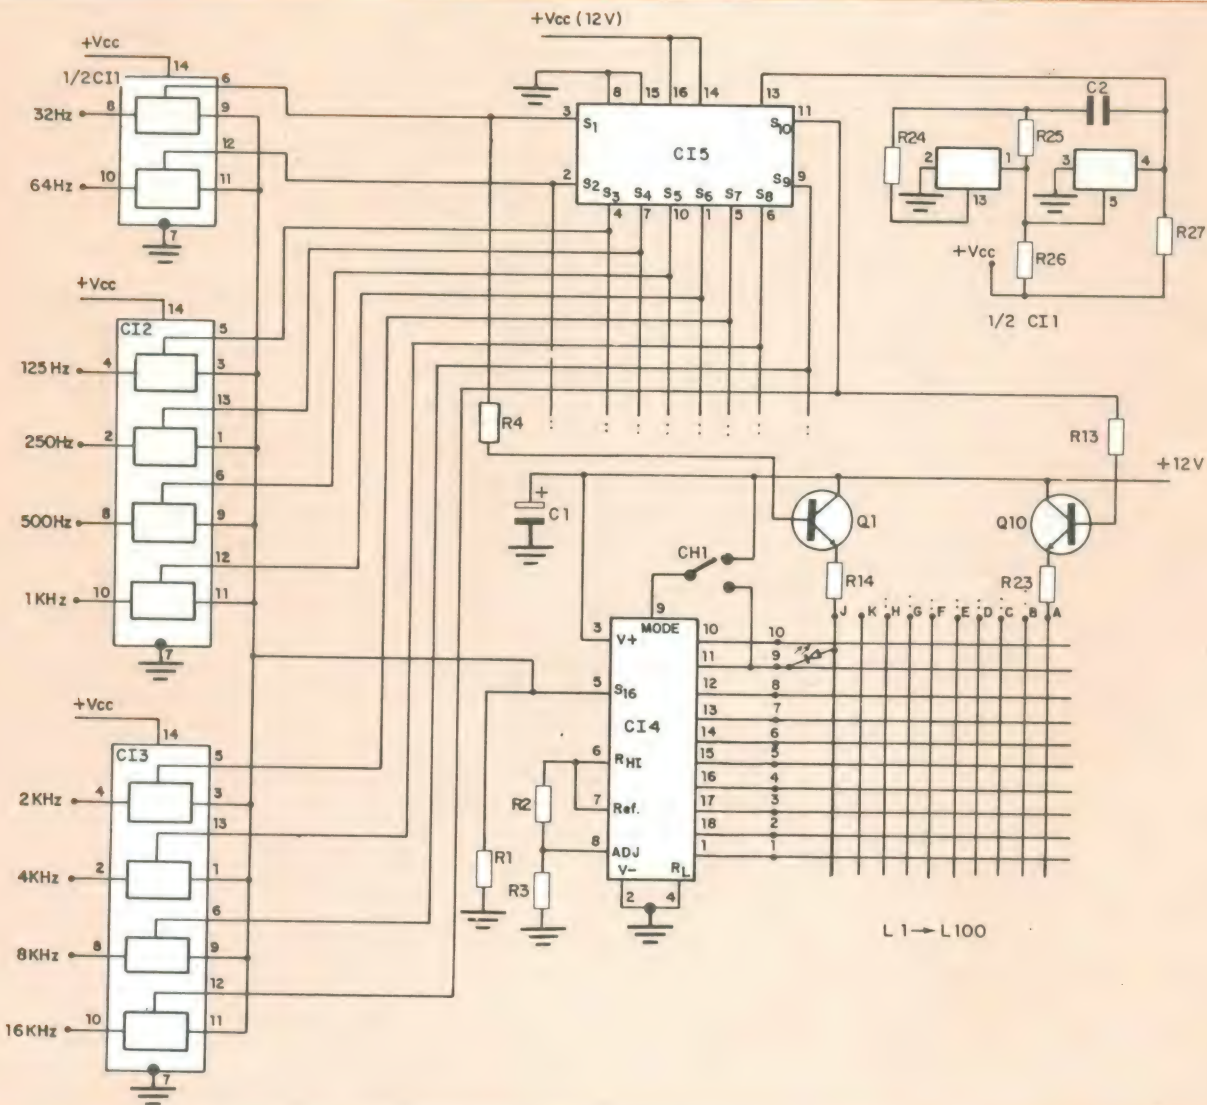 +Vcc (12V)
+Vcc
14
1/2CI1
6
32Hz
8
9
12
64Hz
10
11
7
8
15
16
14
13
11
3
S1
S10
CI5
2
S2
S3
S4
S5
S6
S7
S8
S9
9
4
7
10
1
5
6
C2
R24
R25
2
1
3
4
13
5
R27
+Vcc
R26
1/2 CI1
+Vcc
14
CI2
5
125Hz
4
3
13
250Hz
2
1
6
500Hz
8
9
12
1KHz
10
11
7
R4
R13
+12V
+
C1
Q1
Q10
CH1
R14
R23
9
MODE
J
K
H
G
F
E
D
C
B
A
3
V+
10
10
11
9
5
S16
12
8
13
7
CI4
14
6
6
RHI
15
5
16
4
R2
7
Ref.
17
3
18
2
8
ADJ
1
1
R1
R3
V-
RL
2
4
L1→L100
+Vcc
14
CI3
5
2KHz
4
3
13
4KHz
2
1
6
8KHz
8
9
12
16KHz
10
11
7